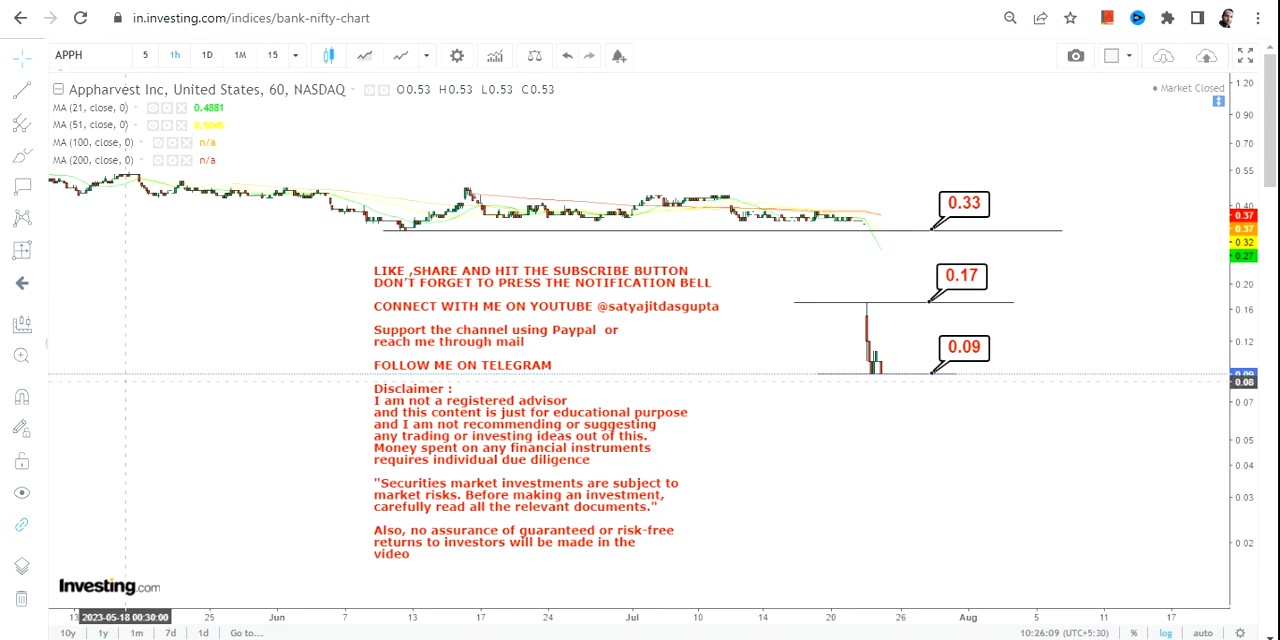 in.investing.com/indices/bank-nifty-chart
APPH 5 1h 1D 1M 15
Appharvest Inc, United States, 60, NASDAQ O0.53 H0.53 L0.53 C0.53
Market Closed
MA (21, close, 0) 0.4881
MA (51, close, 0)
MA (100, close, 0) n/a
MA (200, close, 0) n/a
1.20
0.90
0.70
0.55
0.40
0.37
0.37
0.32
0.27
0.20
0.16
0.12
0.09
0.08
0.07
0.05
0.04
0.03
0.02
0.33
0.17
0.09
LIKE ,SHARE AND HIT THE SUBSCRIBE BUTTON
DON'T FORGET TO PRESS THE NOTIFICATION BELL
CONNECT WITH ME ON YOUTUBE @satyajitdasgupta
Support the channel using Paypal or
reach me through mail
FOLLOW ME ON TELEGRAM
Disclaimer :
I am not a registered advisor
and this content is just for educational purpose
and I am not recommending or suggesting
any trading or investing ideas out of this.
Money spent on any financial instruments
requires individual due diligence
"Securities market investments are subject to
market risks. Before making an investment,
carefully read all the relevant documents."
Also, no assurance of guaranteed or risk-free
returns to investors will be made in the
video
Investing.com
13 2023-05-18 00:30:00 25 Jun 7 13 17 24 Jul 10 14 20 26 Aug 5 11 17
10y 1y 1m 7d 1d Go to... 10:26:09 (UTC+5:30) % log auto